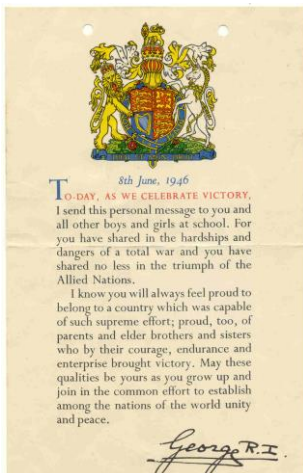 8th June, 1946
TO-DAY, AS WE CELEBRATE VICTORY,
I send this personal message to you and
all other boys and girls at school. For
you have shared in the hardships and
dangers of a total war and you have
shared no less in the triumph of the
Allied Nations.
I know you will always feel proud to
belong to a country which was capable
of such supreme effort; proud, too, of
parents and elder brothers and sisters
who by their courage, endurance and
enterprise brought victory. May these
qualities be yours as you grow up and
join in the common effort to establish
among the nations of the world unity
and peace.
George R.I.